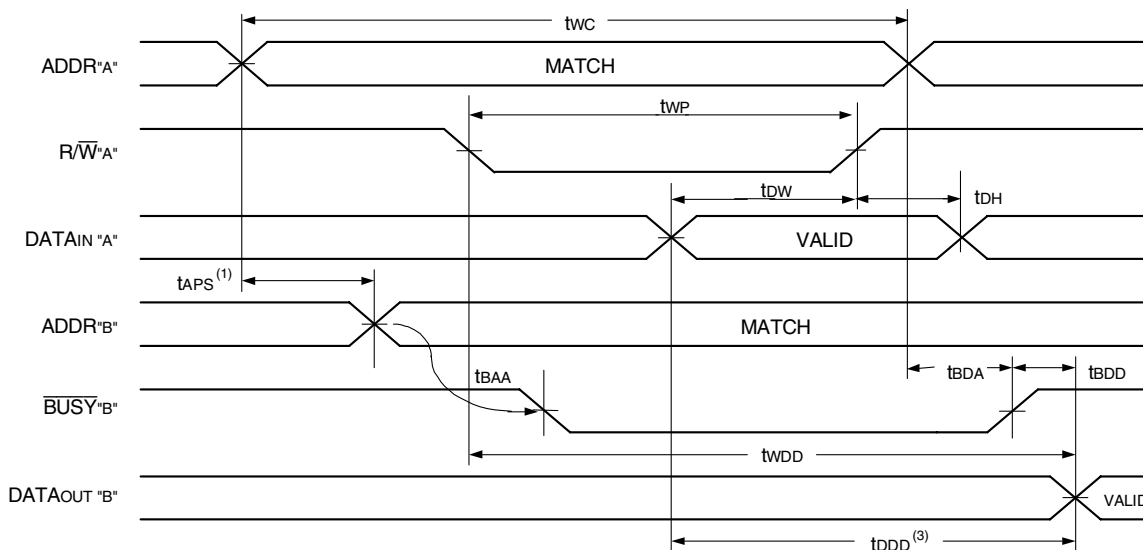 tWC
ADDR"A" MATCH
tWP
R/W"A"
tDW tDH
DATAIN "A" VALID
tAPS(1)
ADDR"B" MATCH
tBAA tBDA tBDD
BUSY"B"
tWDD
DATAOUT "B" VALID
tDDD(3)